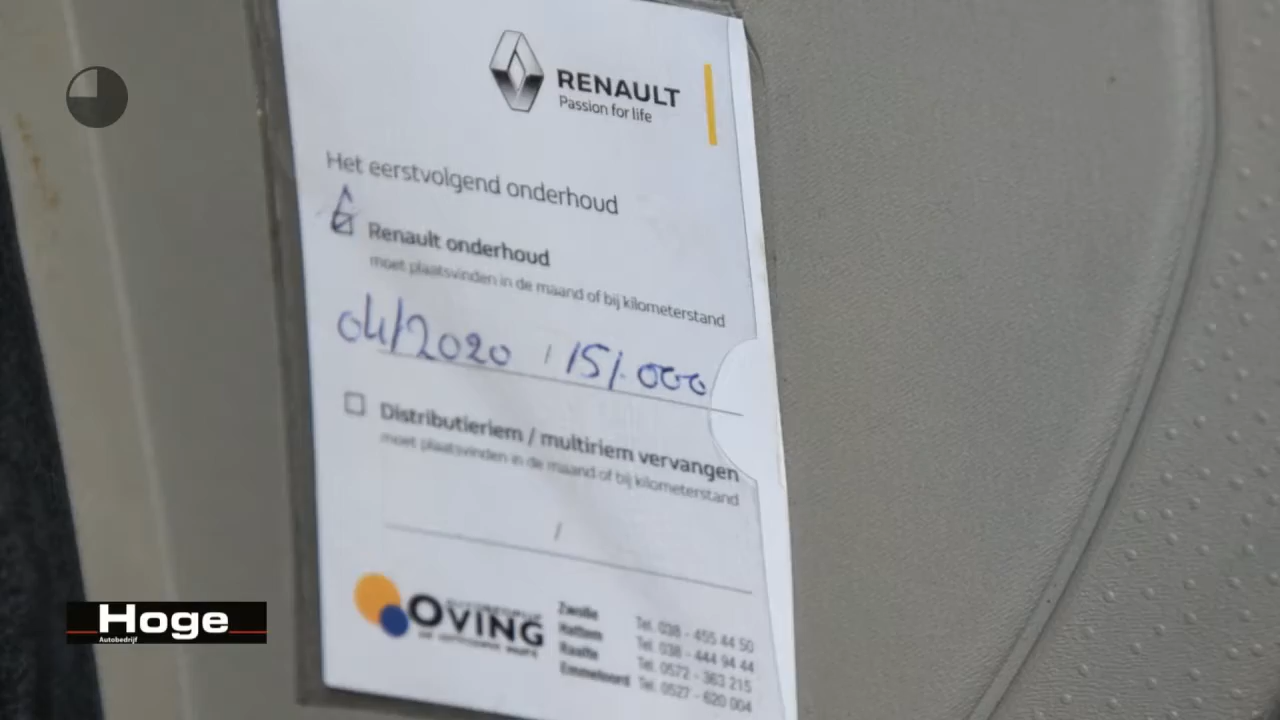 RENAULT
Passion for life
Het eerstvolgend onderhoud
Renault onderhoud
moet plaatsvinden in de maand of bij kilometerstand
04/2020 / 151.000
Distributieriem / multiriem vervangen
moet plaatsvinden in de maand of bij kilometerstand
/
OVING
Zwolle Tel. 038 - 455 44 50
Hattem Tel. 038 - 444 94 44
Raalte Tel. 0572 - 363 215
Emmeloord Tel. 0527 - 620 004
Hoge
Autobedrijf